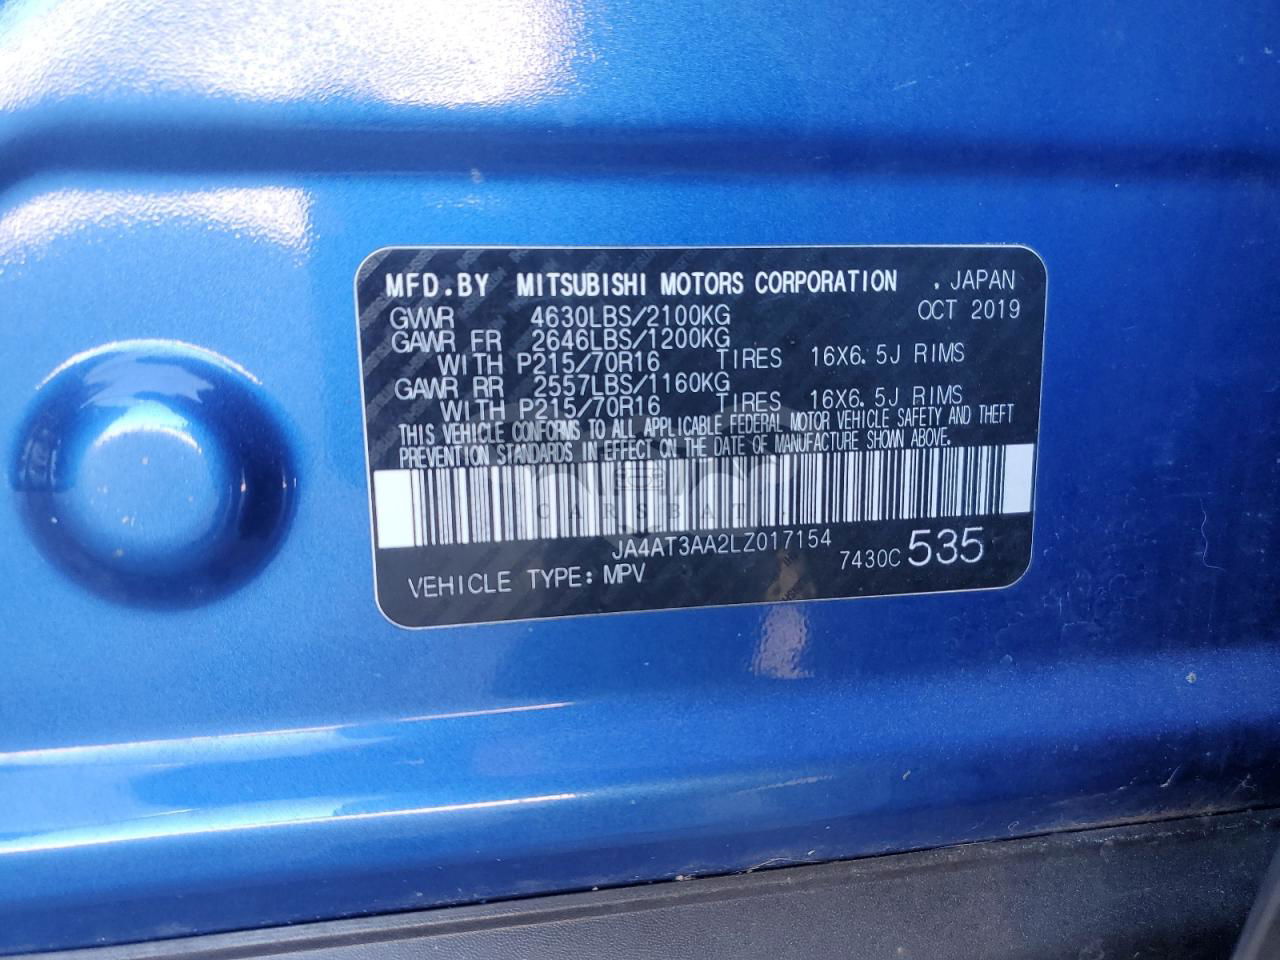 MFD.BY MITSUBISHI MOTORS CORPORATION . JAPAN
GVWR 4630LBS/2100KG OCT 2019
GAWR FR 2646LBS/1200KG
WITH P215/70R16 TIRES 16X6.5J RIMS
GAWR RR 2557LBS/1160KG
WITH P215/70R16 TIRES 16X6.5J RIMS
THIS VEHICLE CONFORMS TO ALL APPLICABLE FEDERAL MOTOR VEHICLE SAFETY AND THEFT
PREVENTION STANDARDS IN EFFECT ON THE DATE OF MANUFACTURE SHOWN ABOVE.
CARSBAT
JA4AT3AA2LZ017154
VEHICLE TYPE: MPV 7430C 535